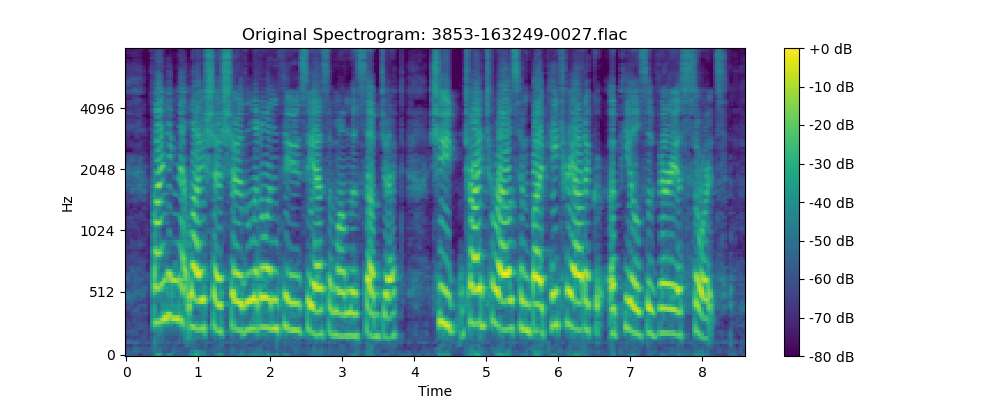 Original Spectrogram: 3853-163249-0027.flac
Hz
4096
2048
1024
512
0
0 1 2 3 4 5 6 7 8
Time
+0 dB
-10 dB
-20 dB
-30 dB
-40 dB
-50 dB
-60 dB
-70 dB
-80 dB